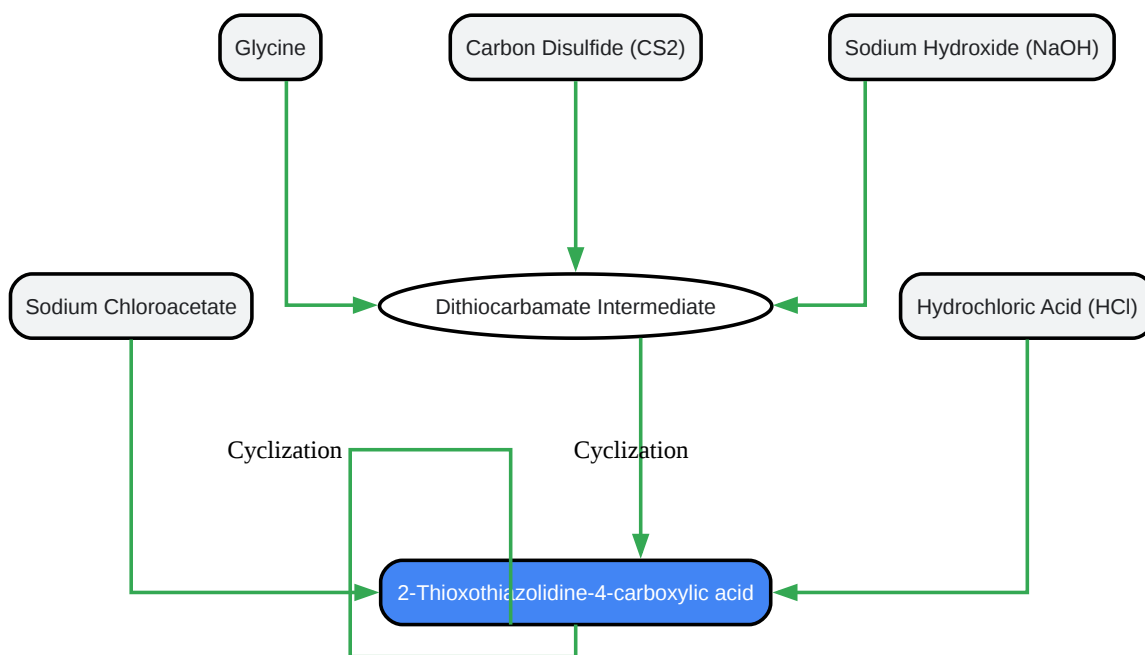 Glycine
Carbon Disulfide (CS2)
Sodium Hydroxide (NaOH)
Sodium Chloroacetate
Dithiocarbamate Intermediate
Hydrochloric Acid (HCl)
Cyclization
Cyclization
2-Thioxothiazolidine-4-carboxylic acid